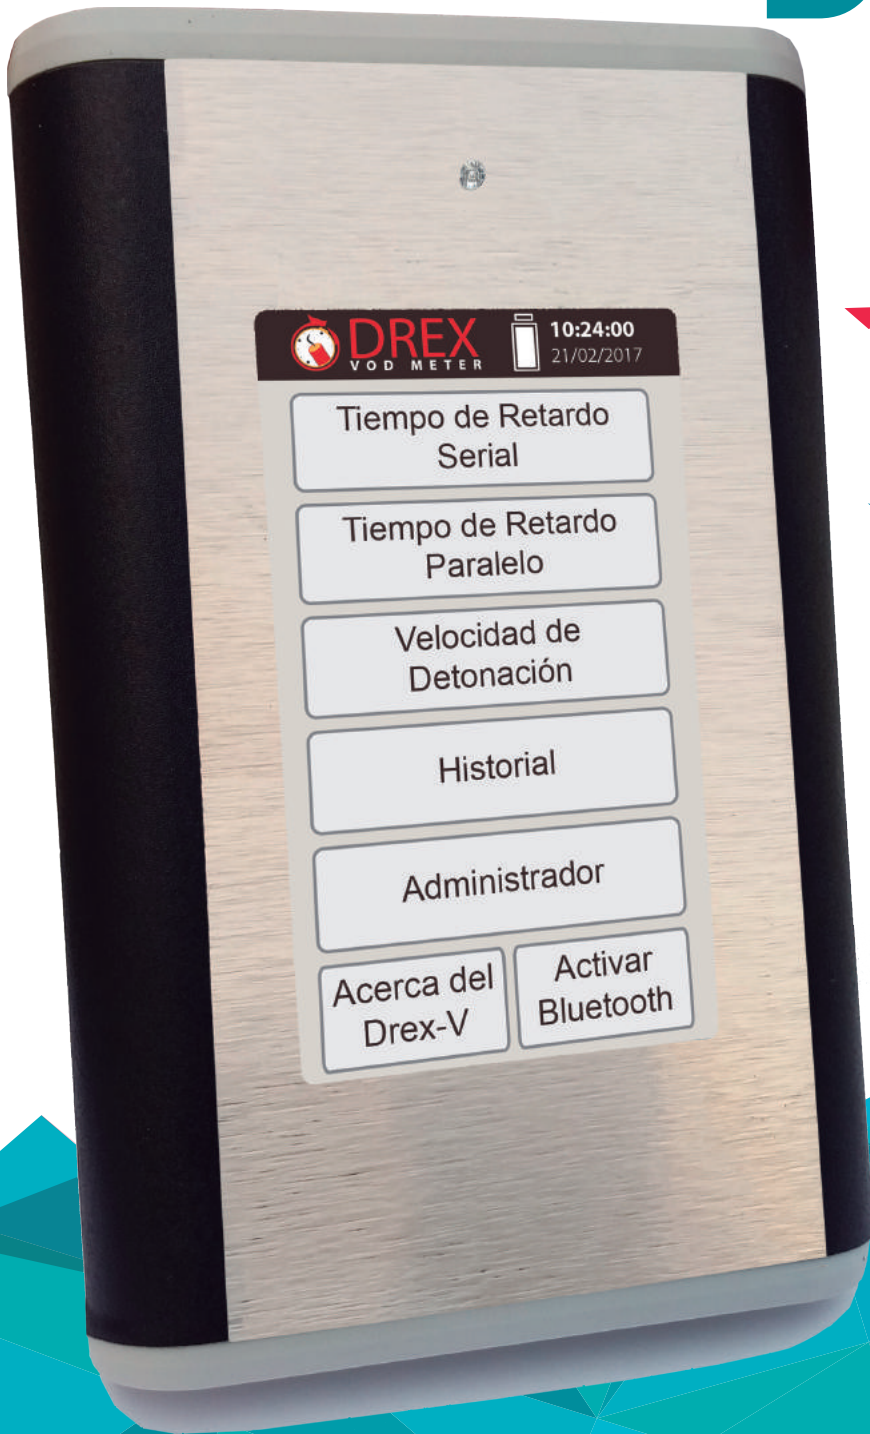 DREX
VOD METER
10:24:00
21/02/2017
Tiempo de Retardo
Serial
Tiempo de Retardo
Paralelo
Velocidad de
Detonación
Historial
Administrador
Acerca del
Drex-V
Activar
Bluetooth